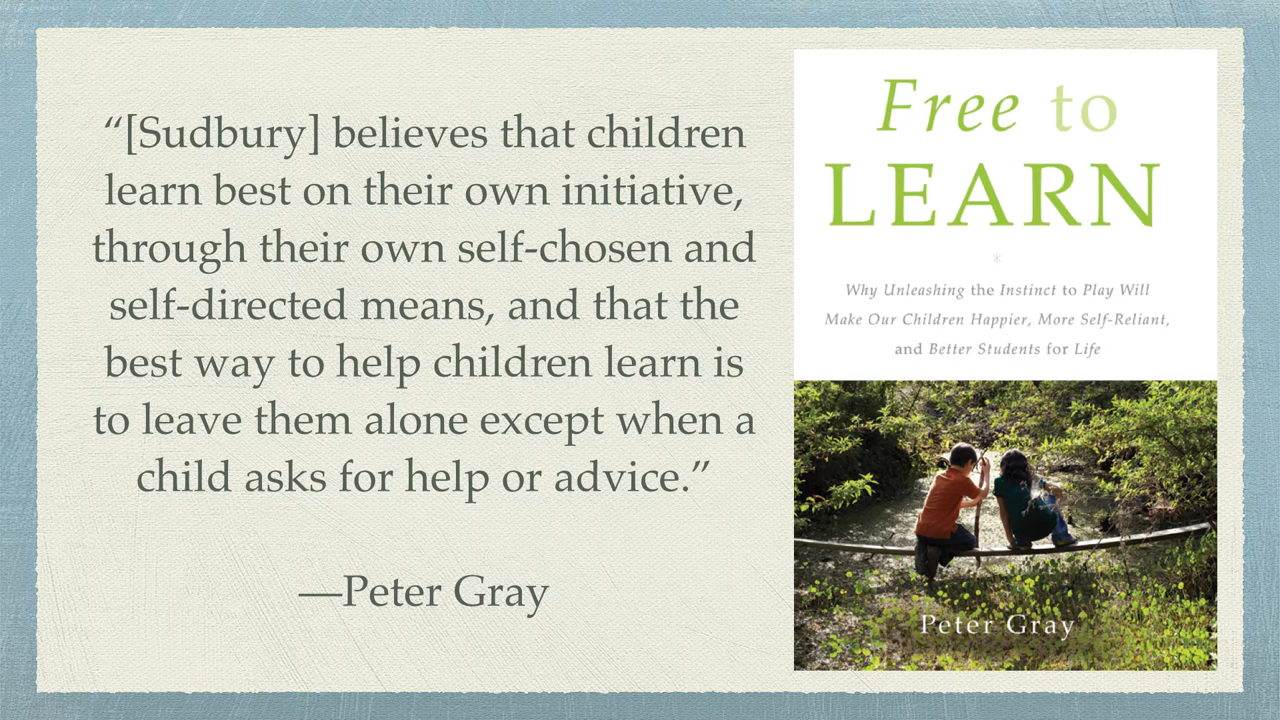 “[Sudbury] believes that children
learn best on their own initiative,
through their own self-chosen and
self-directed means, and that the
best way to help children learn is
to leave them alone except when a
child asks for help or advice.”
—Peter Gray
Free to
LEARN
*
Why Unleashing the Instinct to Play Will
Make Our Children Happier, More Self-Reliant,
and Better Students for Life
Peter Gray